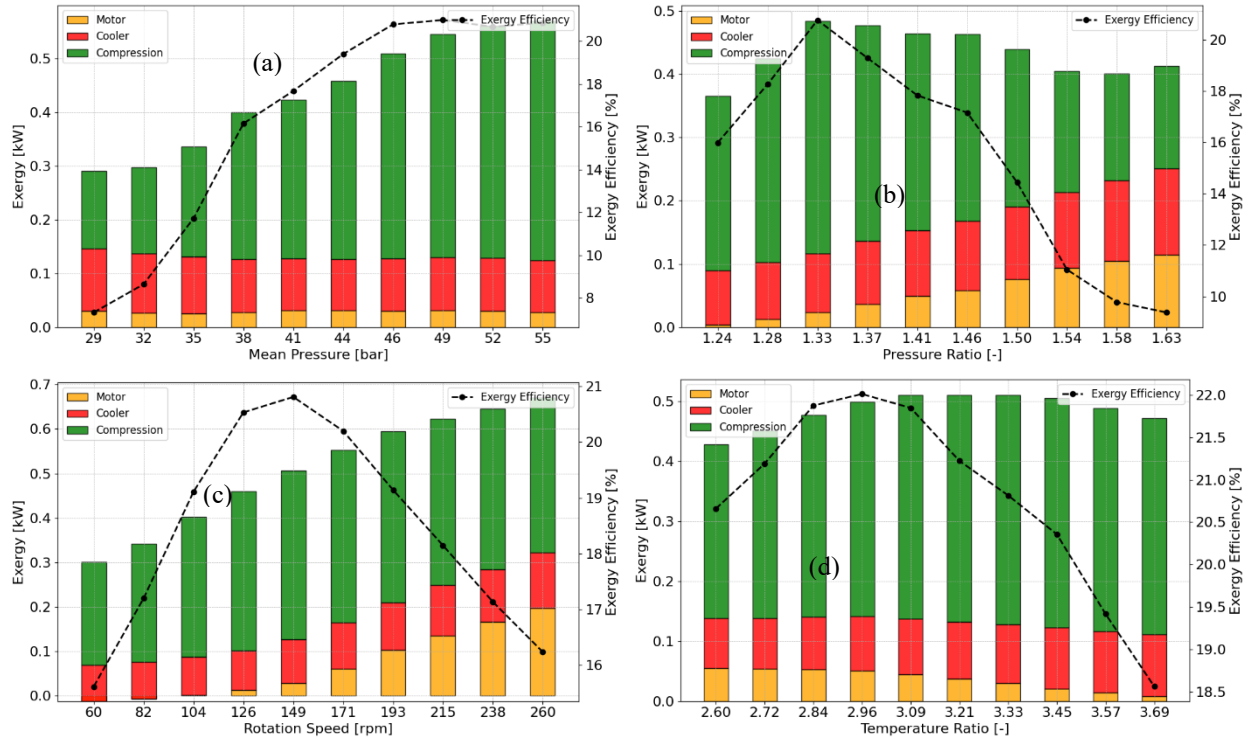 Motor
Cooler
Compression
Exergy Efficiency
(a)
Exergy [kW]
0.5
0.4
0.3
0.2
0.1
0.0
20
18
16
14
12
10
8
Exergy Efficiency [%]
29 32 35 38 41 44 46 49 52 55
Mean Pressure [bar]
Motor
Cooler
Compression
Exergy Efficiency
(b)
Exergy [kW]
0.5
0.4
0.3
0.2
0.1
0.0
20
18
16
14
12
10
Exergy Efficiency [%]
1.24 1.28 1.33 1.37 1.41 1.46 1.50 1.54 1.58 1.63
Pressure Ratio [-]
Motor
Cooler
Compression
Exergy Efficiency
(c)
Exergy [kW]
0.7
0.6
0.5
0.4
0.3
0.2
0.1
0.0
21
20
19
18
17
16
Exergy Efficiency [%]
60 82 104 126 149 171 193 215 238 260
Rotation Speed [rpm]
Motor
Cooler
Compression
Exergy Efficiency
(d)
Exergy [kW]
0.5
0.4
0.3
0.2
0.1
0.0
22.0
21.5
21.0
20.5
20.0
19.5
19.0
18.5
Exergy Efficiency [%]
2.60 2.72 2.84 2.96 3.09 3.21 3.33 3.45 3.57 3.69
Temperature Ratio [-]